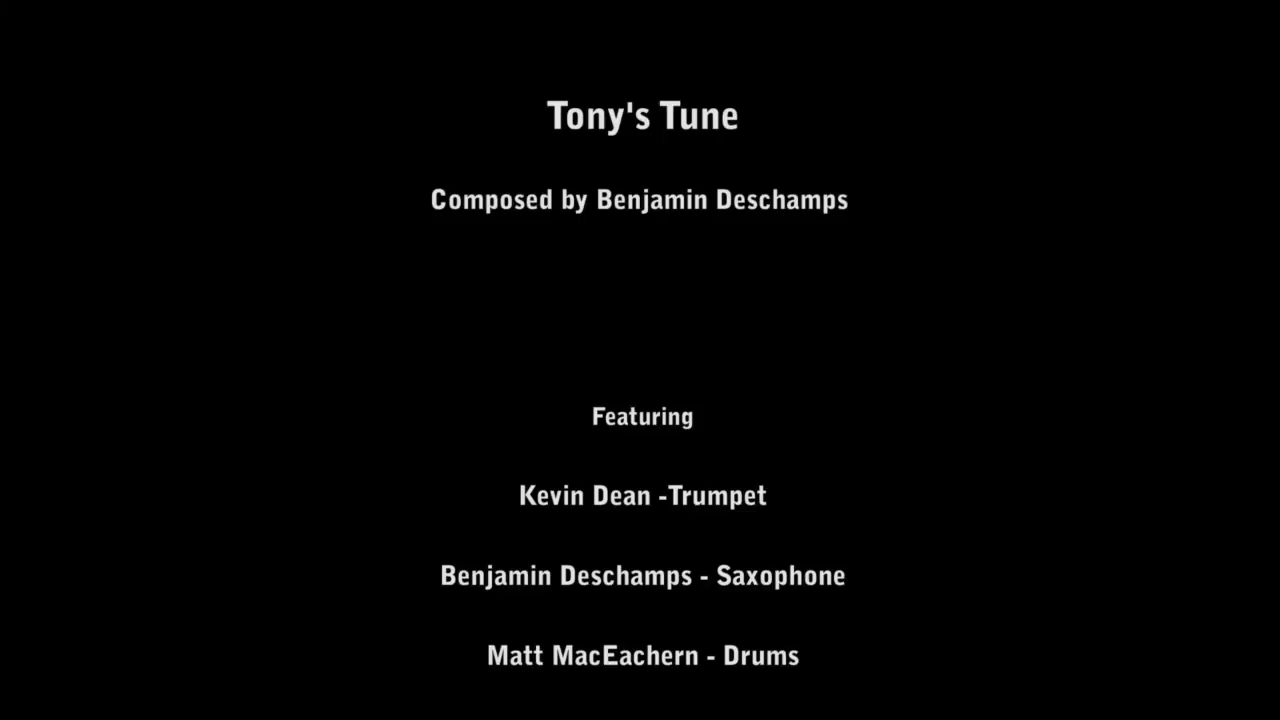 Tony's Tune
Composed by Benjamin Deschamps
Featuring
Kevin Dean -Trumpet
Benjamin Deschamps - Saxophone
Matt MacEachern - Drums